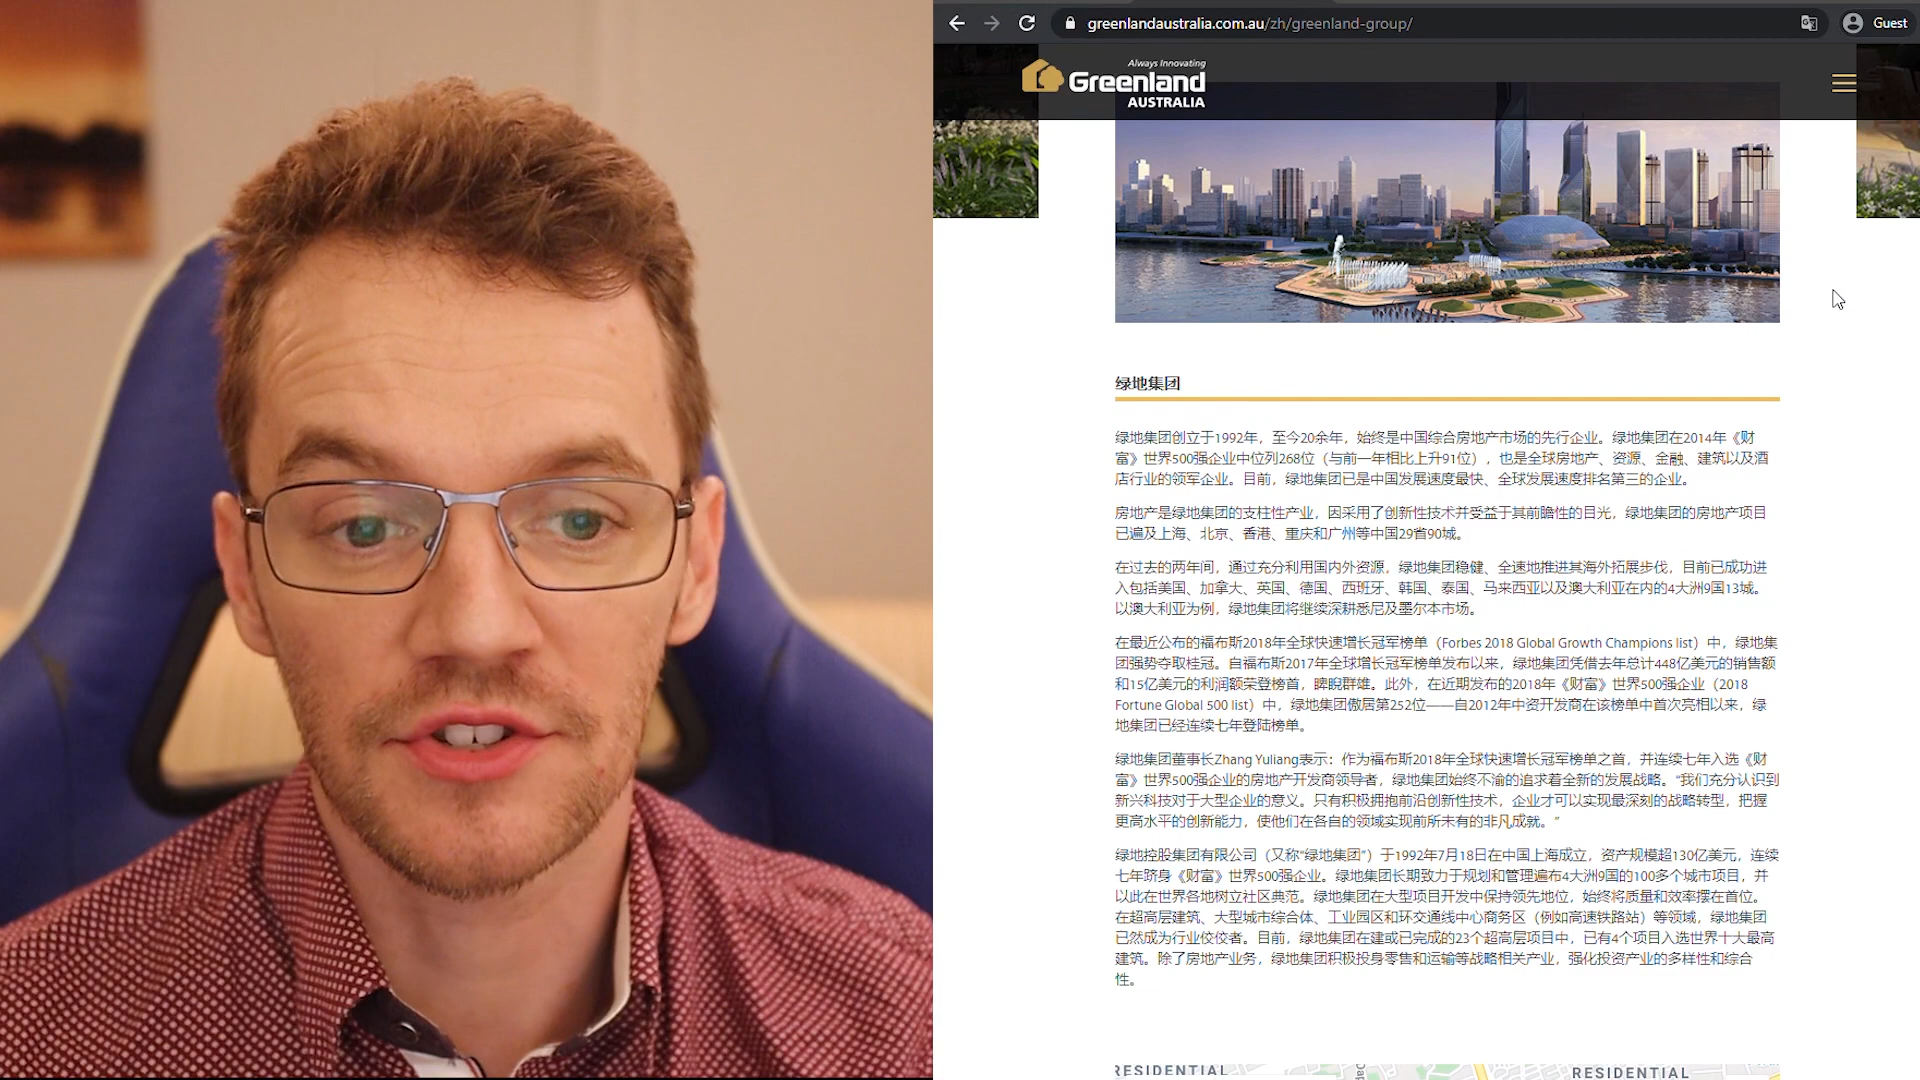 greenlandaustralia.com.au/zh/greenland-group/
Guest
Always Innovating
Greenland
AUSTRALIA
绿地集团
绿地集团创立于1992年，至今20余年，始终是中国综合房地产市场的先行企业。绿地集团在2014年《财
富》世界500强企业中位列268位（与前一年相比上升91位），也是全球房地产、资源、金融、建筑以及酒
店行业的领军企业。目前，绿地集团已是中国发展速度最快、全球发展速度排名第三的企业。
房地产是绿地集团的支柱性产业，因采用了创新性技术并受益于其前瞻性的目光，绿地集团的房地产项目
已遍及上海、北京、香港、重庆和广州等中国29省90城。
在过去的两年间，通过充分利用国内外资源，绿地集团稳健、全速地推进其海外拓展步伐，目前已成功进
入包括美国、加拿大、英国、德国、西班牙、韩国、泰国、马来西亚以及澳大利亚在内的4大洲9国13城。
以澳大利亚为例，绿地集团将继续深耕悉尼及墨尔本市场。
在最近公布的福布斯2018年全球快速增长冠军榜单（Forbes 2018 Global Growth Champions list）中，绿地集
团强势夺取桂冠。自福布斯2017年全球增长冠军榜单发布以来，绿地集团凭借去年总计448亿美元的销售额
和15亿美元的利润额荣登榜首，睥睨群雄。此外，在近期发布的2018年《财富》世界500强企业（2018
Fortune Global 500 list）中，绿地集团傲居第252位——自2012年中资开发商在该榜单中首次亮相以来，绿
地集团已经连续七年登陆榜单。
绿地集团董事长Zhang Yuliang表示：作为福布斯2018年全球快速增长冠军榜单之首，并连续七年入选《财
富》世界500强企业的房地产开发商领导者，绿地集团始终不渝的追求着全新的发展战略。“我们充分认识到
新兴科技对于大型企业的意义。只有积极拥抱前沿创新性技术，企业才可以实现最深刻的战略转型，把握
更高水平的创新能力，使他们在各自的领域实现前所未有的非凡成就。”
绿地控股集团有限公司（又称“绿地集团”）于1992年7月18日在中国上海成立，资产规模超130亿美元，连续
七年跻身《财富》世界500强企业。绿地集团长期致力于规划和管理遍布4大洲9国的100多个城市项目，并
以此在世界各地树立社区典范。绿地集团在大型项目开发中保持领先地位，始终将质量和效率摆在首位。
在超高层建筑、大型城市综合体、工业园区和环交通线中心商务区（例如高速铁路站）等领域，绿地集团
已然成为行业佼佼者。目前，绿地集团在建或已完成的23个超高层项目中，已有4个项目入选世界十大最高
建筑。除了房地产业务，绿地集团积极投身零售和运输等战略相关产业，强化投资产业的多样性和综合
性。
RESIDENTIAL
RESIDENTIAL